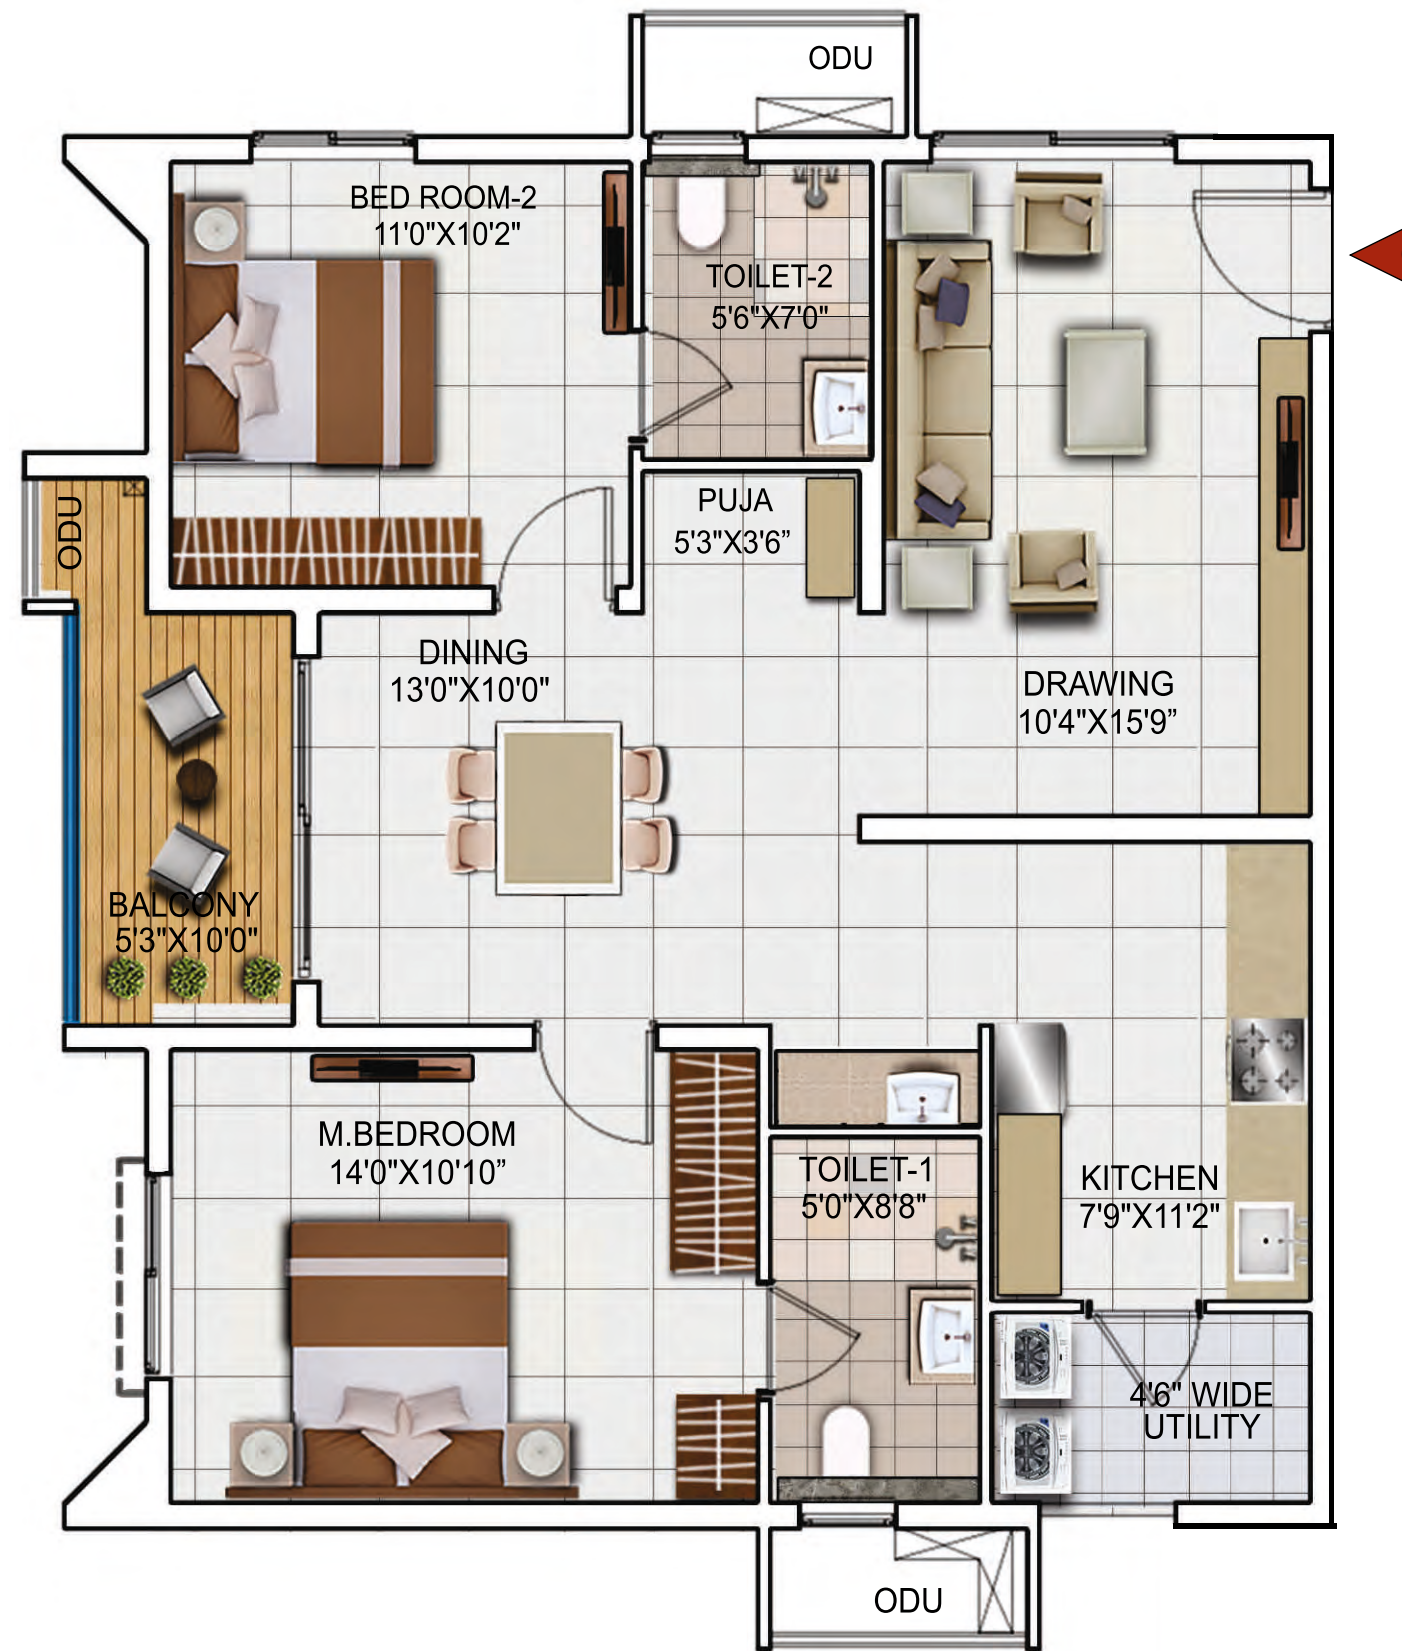 ODU
BED ROOM-2
11'0"X10'2"
TOILET-2
5'6"X7'0"
ODU
PUJA
5'3"X3'6”
DINING
13'0"X10'0"
DRAWING
10'4"X15'9”
BALCONY
5'3"X10'0"
M.BEDROOM
14'0"X10'10”
TOILET-1
5'0"X8'8"
KITCHEN
7'9"X11'2"
4'6" WIDE
UTILITY
ODU